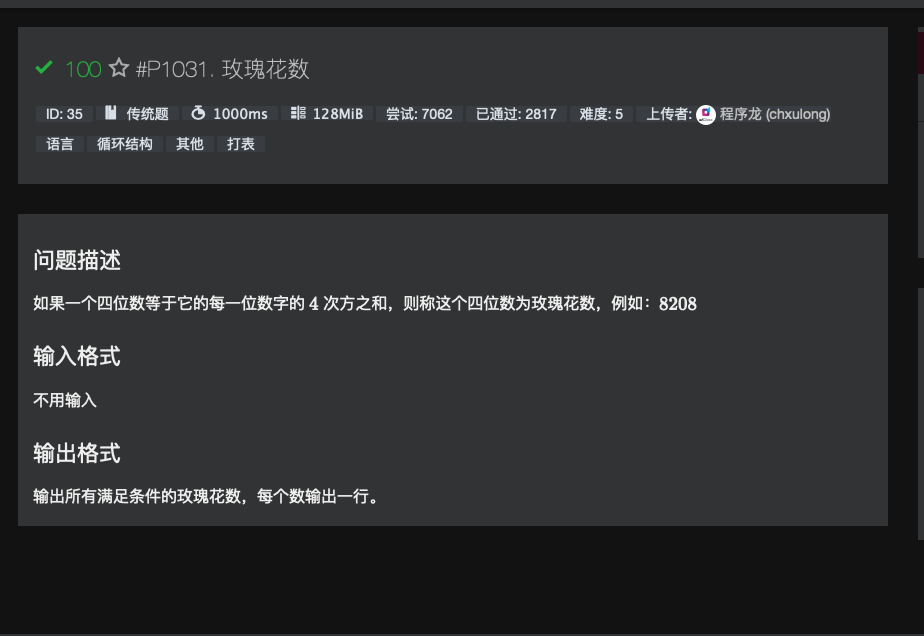 100 #P1031. 玫瑰花数
ID: 35 传统题 1000ms 128MiB 尝试: 7062 已通过: 2817 难度: 5 上传者: 程序龙 (chxulong)
语言 循环结构 其他 打表
问题描述
如果一个四位数等于它的每一位数字的 4 次方之和，则称这个四位数为玫瑰花数，例如：8208
输入格式
不用输入
输出格式
输出所有满足条件的玫瑰花数，每个数输出一行。